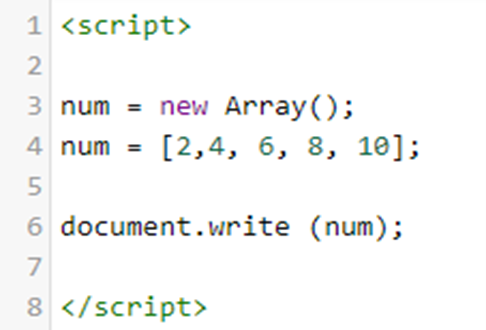 1 <script>
2
3 num = new Array();
4 num = [2,4, 6, 8, 10];
5
6 document.write (num);
7
8 </script>